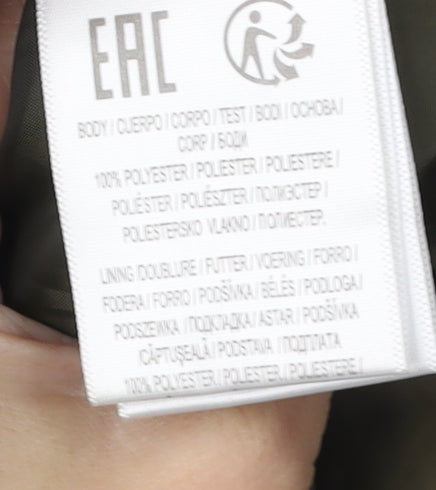 EAC
BODY / CUERPO / CORPO / TEST / BODI / ОСНОВА /
CORP / БОДИ
100% POLYESTER / POLIESTER / POLIESTERE /
POLIÉSTER / POLIÉSZTER / ПОЛИЭСТЕР /
POLIESTERSKO VLAKNO / ПОЛИЕСТЕР.
LINING /DOUBLURE / FUTTER / VOERING / FORRO /
FODERA / FORRO / PODŠÍVKA / BÉLÉS / PODLOGA /
PODSZEWKA / ПОДКЛАДКА / ASTAR / PODŠÍVKA
/CĂPTUȘEALĂ / PODSTAVA / ПОДПЛАТА
100% POLYESTER / POLIESTER / POLIESTERE /